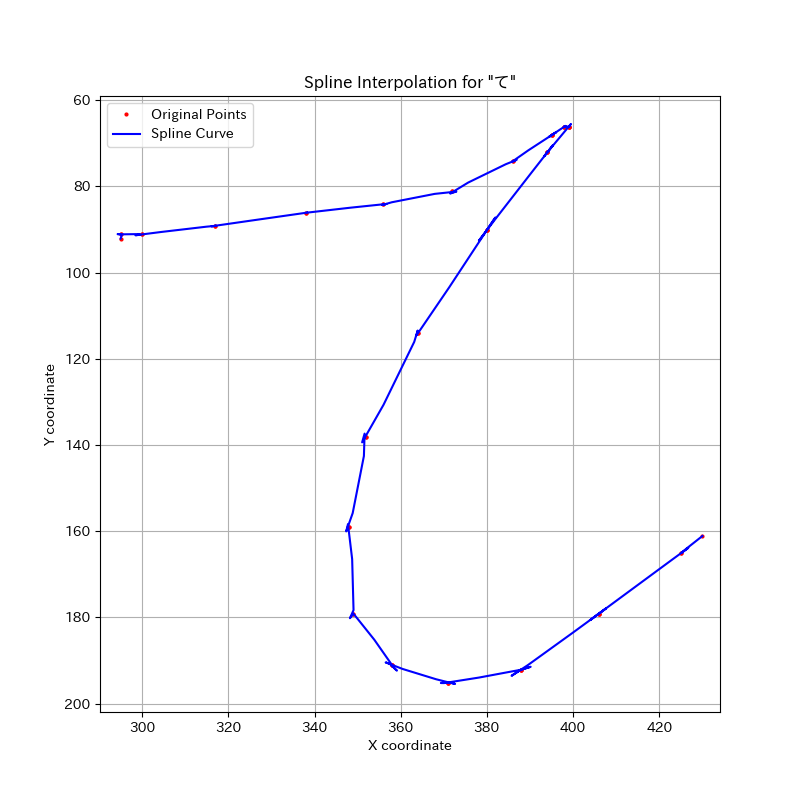 Spline Interpolation for "て"
Original Points
Spline Curve
60
80
100
120
140
160
180
200
Y coordinate
300 320 340 360 380 400 420
X coordinate